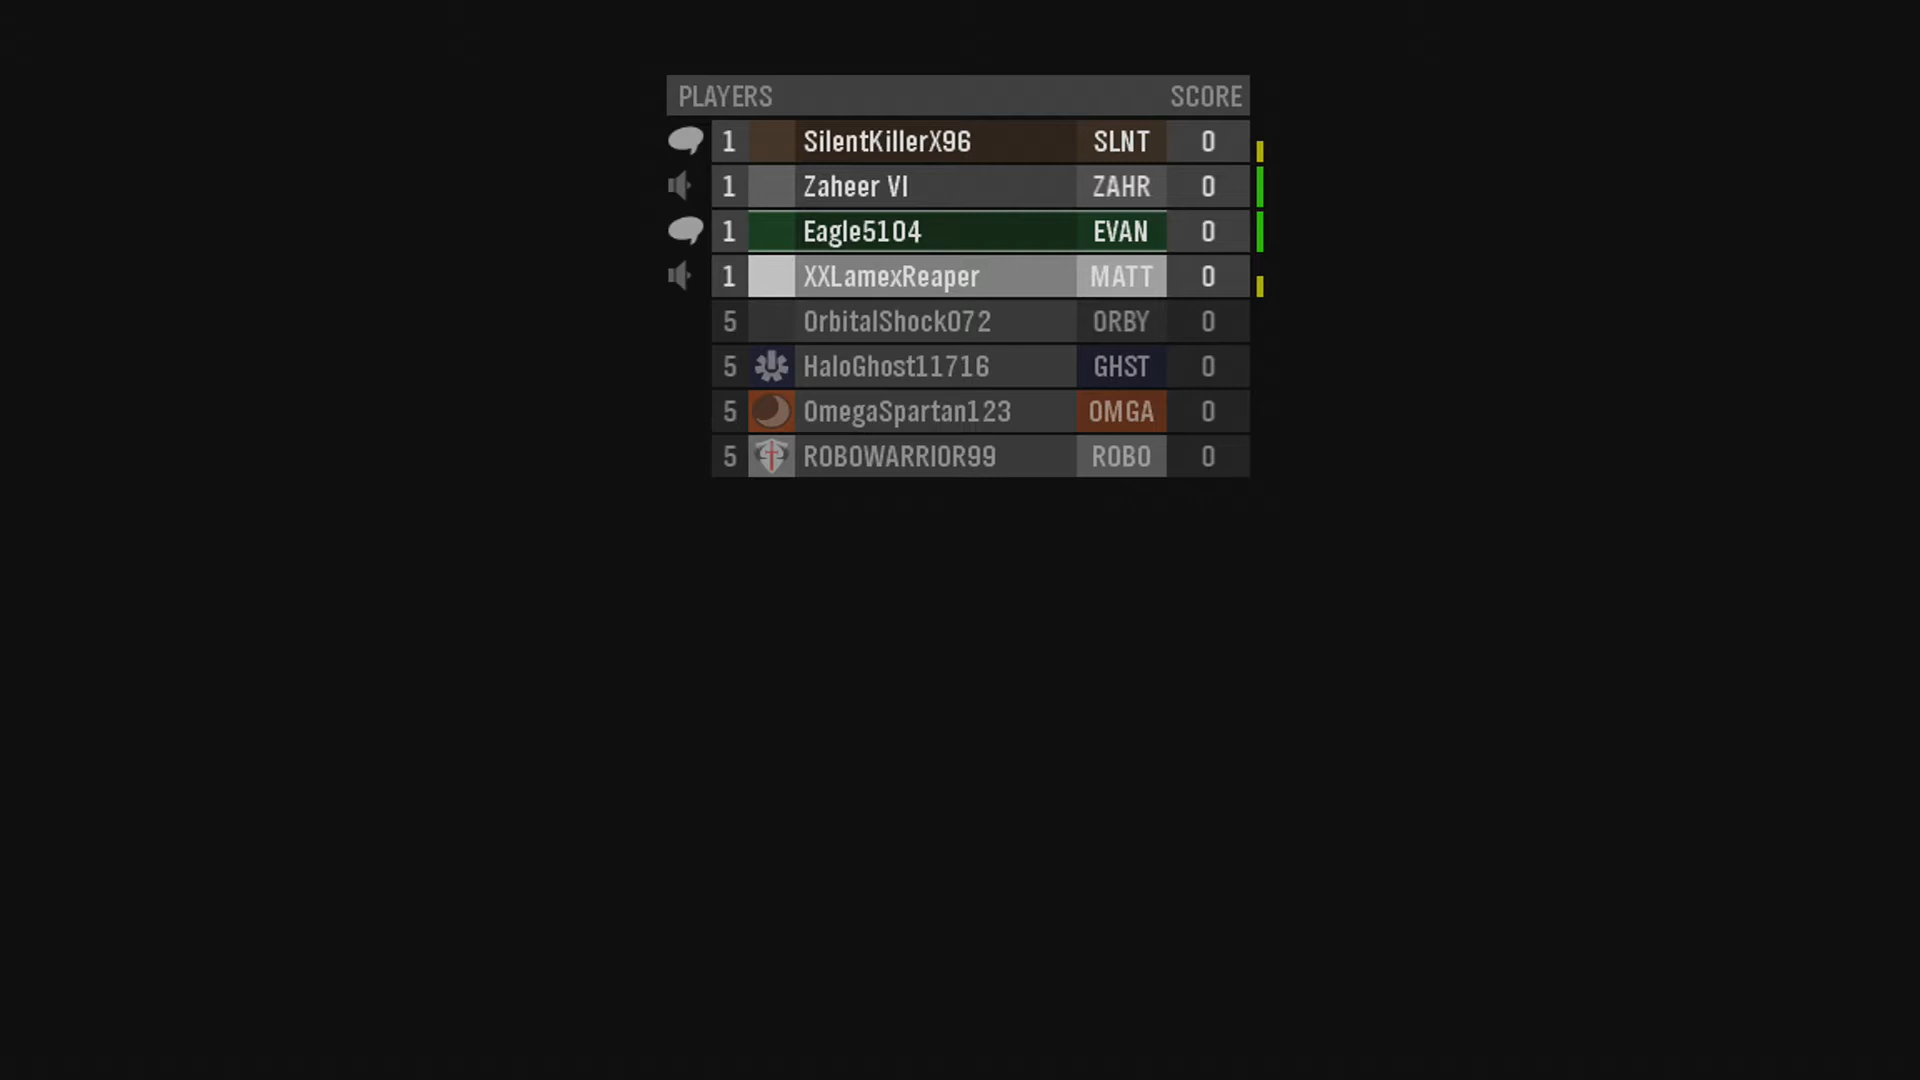 PLAYERS SCORE
1 SilentKillerX96 SLNT 0
1 Zaheer VI ZAHR 0
1 Eagle5104 EVAN 0
1 XXLamexReaper MATT 0
5 OrbitalShock072 ORBY 0
5 HaloGhost11716 GHST 0
5 OmegaSpartan123 OMGA 0
5 ROBOWARRIOR99 ROBO 0